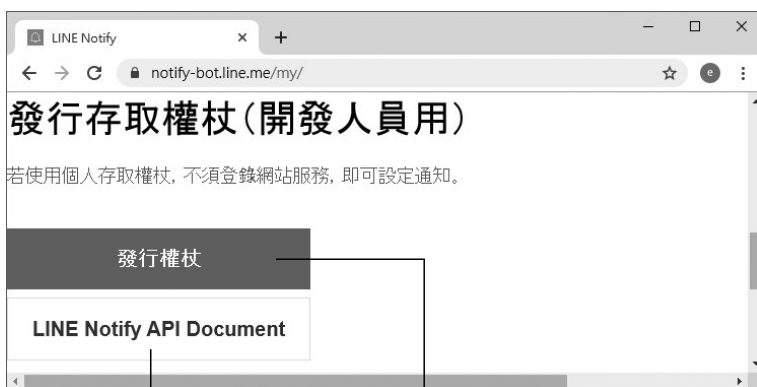 LINE Notify
notify-bot.line.me/my/
e
發行存取權杖(開發人員用)
若使用個人存取權杖, 不須登錄網站服務, 即可設定通知。
發行權杖
LINE Notify API Document